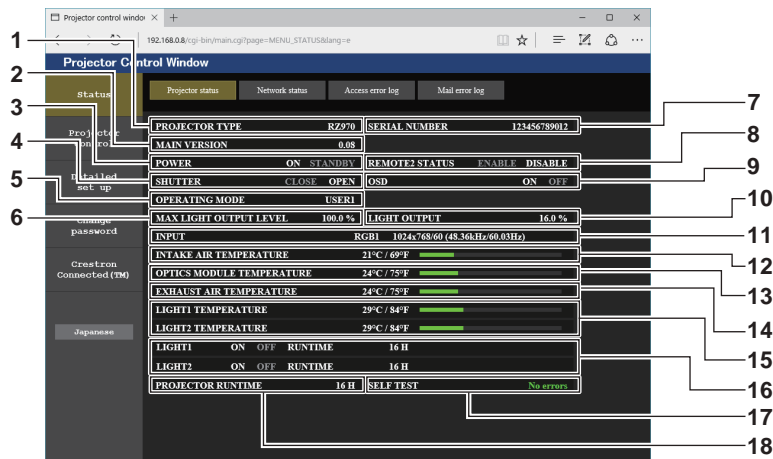 Projector control windov × +
192.168.0.8/cgi-bin/main.cgi?page=MENU_STATUS&lang=e
Projector Control Window
Status
Projector status Network status Access error log Mail error log
Projector
control
Detailed
set up
Change
password
Crestron
Connected(TM)
Japanese
PROJECTOR TYPE RZ970 SERIAL NUMBER 123456789012
MAIN VERSION 0.08
POWER ON STANDBY REMOTE2 STATUS ENABLE DISABLE
SHUTTER CLOSE OPEN OSD ON OFF
OPERATING MODE USER1
MAX LIGHT OUTPUT LEVEL 100.0 % LIGHT OUTPUT 16.0 %
INPUT RGB1 1024x768/60 (48.36kHz/60.03Hz)
INTAKE AIR TEMPERATURE 21°C / 69°F
OPTICS MODULE TEMPERATURE 24°C / 75°F
EXHAUST AIR TEMPERATURE 24°C / 75°F
LIGHT1 TEMPERATURE 29°C / 84°F
LIGHT2 TEMPERATURE 29°C / 84°F
LIGHT1 ON OFF RUNTIME 16 H
LIGHT2 ON OFF RUNTIME 16 H
PROJECTOR RUNTIME 16 H SELF TEST No errors
1
2
3
4
5
6
7
8
9
10
11
12
13
14
15
16
17
18